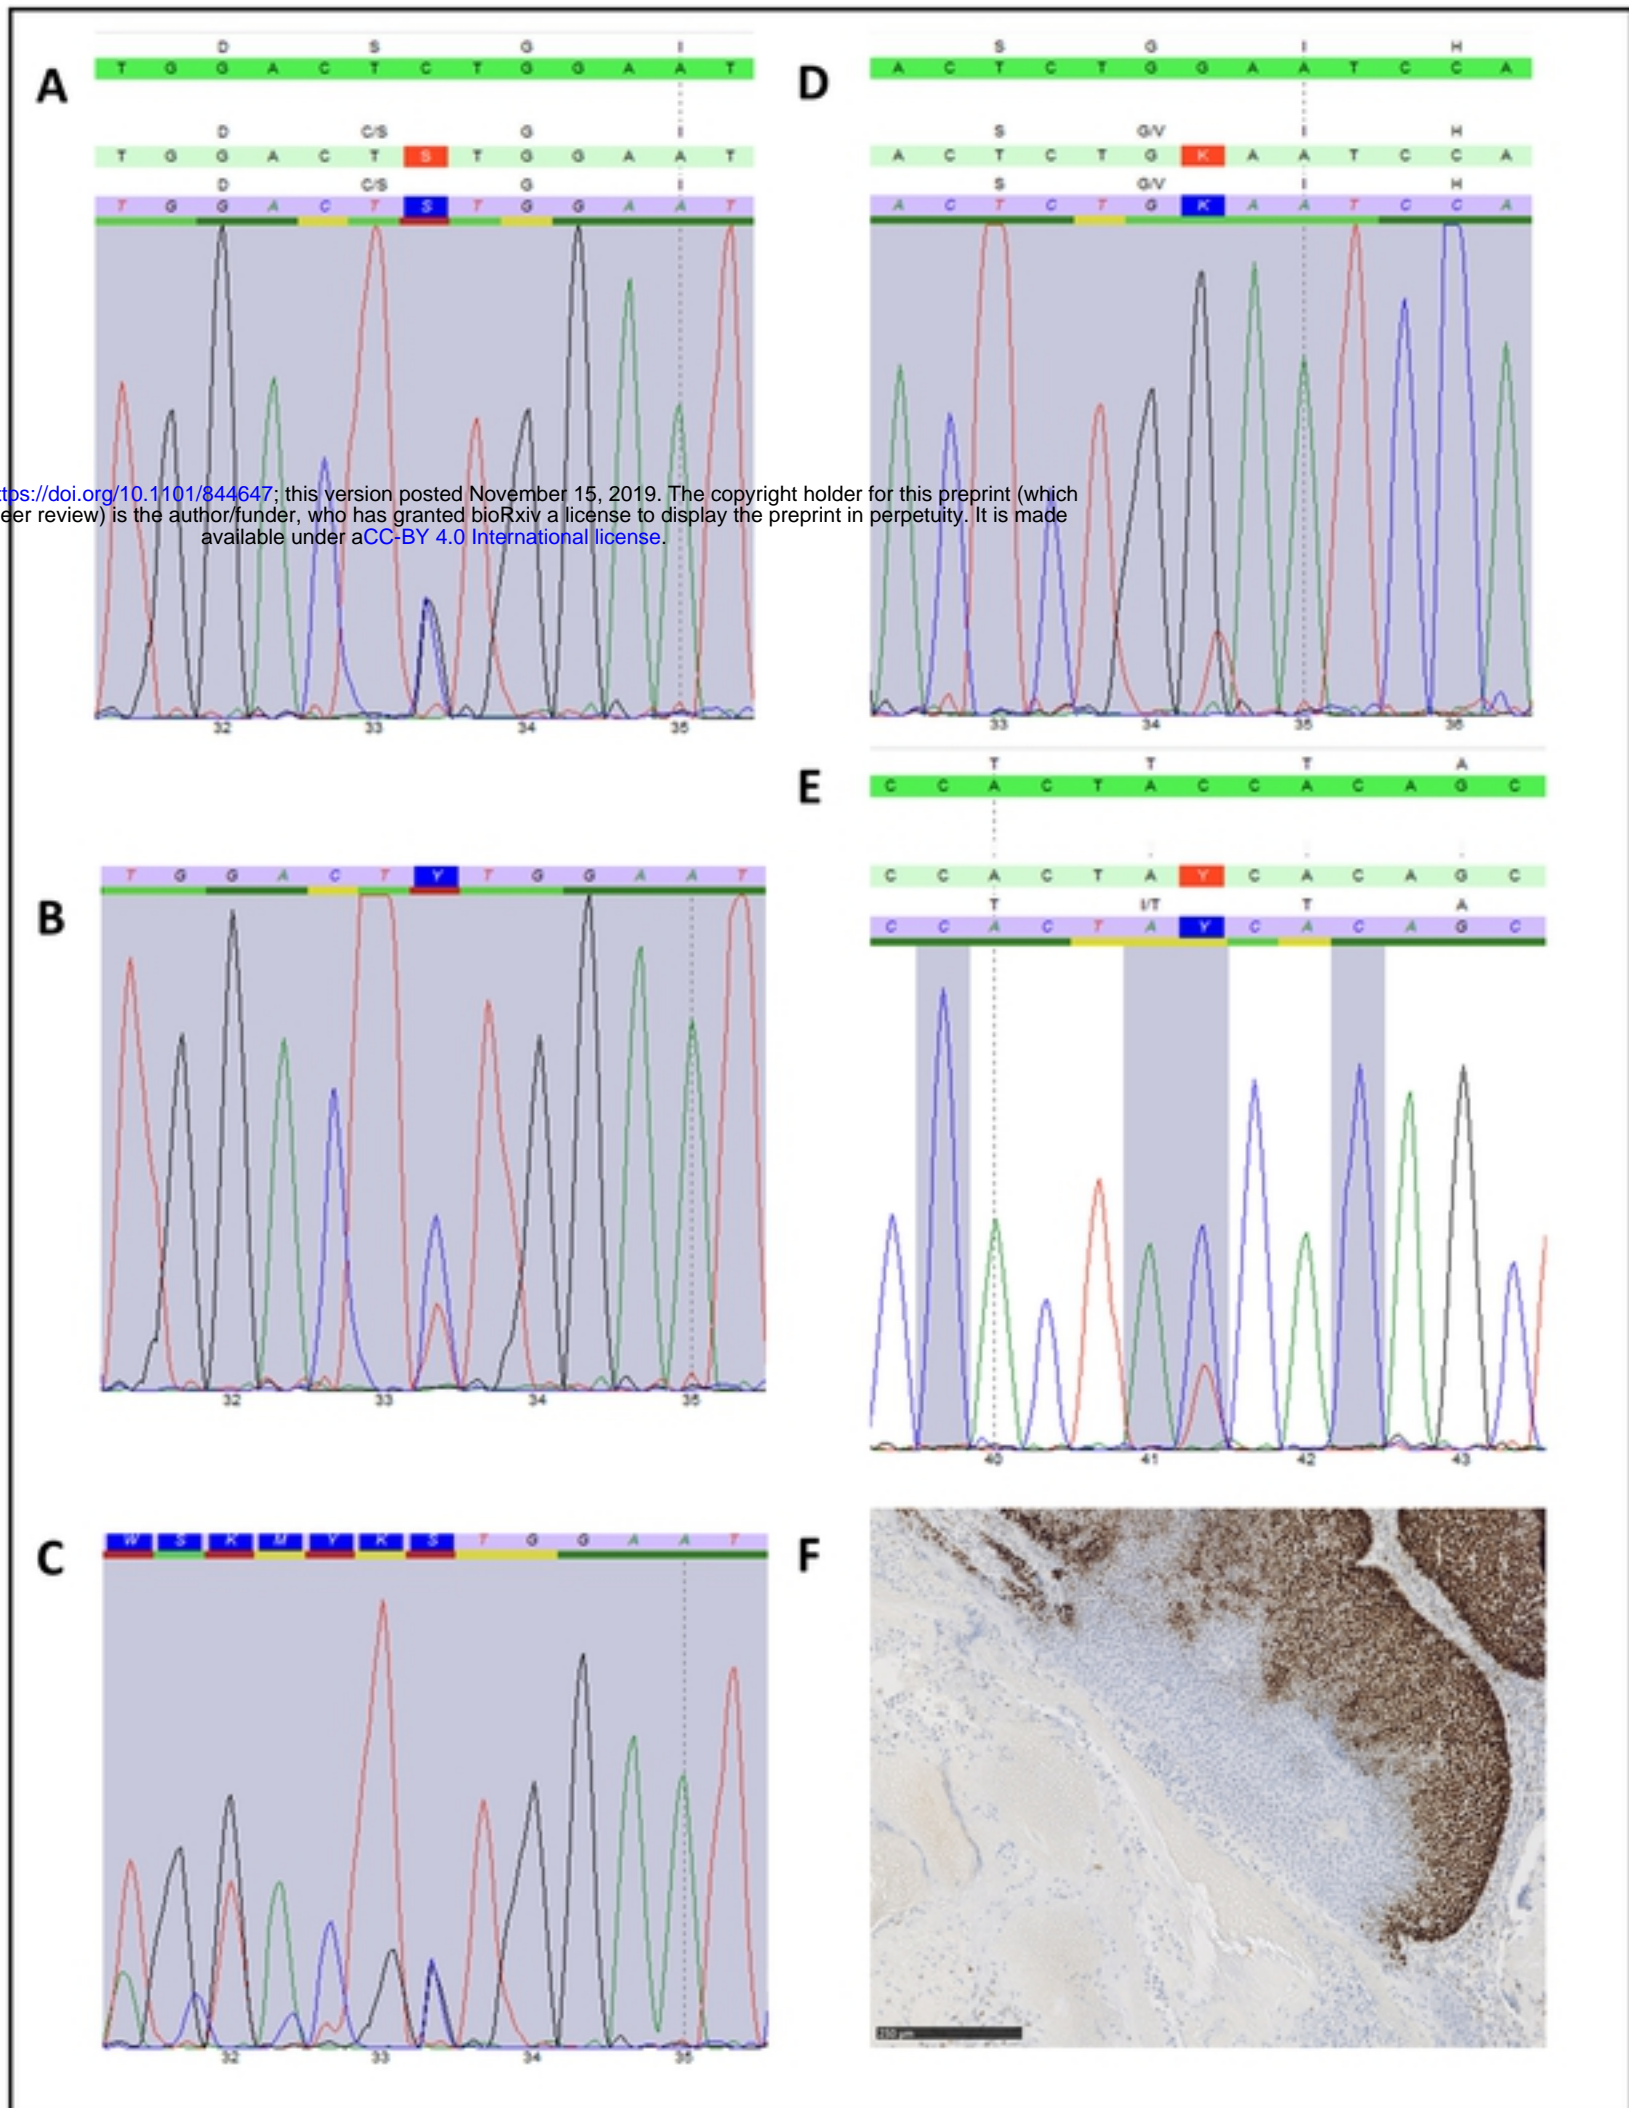 A
D S G I
T G G A C T C T G G A A T
D C/S G I
T G G A C T S T G G A A T
D C/S G I
T G G A C T S T G G A A T
32 33 34 35
D
S G I H
A C T C T G G A A T C C A
S G/V I H
A C T C T G K A A T C C A
S G/V I H
A C T C T G K A A T C C A
33 34 35 36
ttps://doi.org/10.1101/844647; this version posted November 15, 2019. The copyright holder for this preprint (which
eer review) is the author/funder, who has granted bioRxiv a license to display the preprint in perpetuity. It is made
available under aCC-BY 4.0 International license.
B
T G G A C T Y T G G A A T
32 33 34 35
E
T T T A
C C A C T A C C A C A G C
C C A C T A Y C A C A G C
T I/T T A
C C A C T A Y C A C A G C
40 41 42 43
C
W S K M Y K S T G G A A T
32 33 34 35
F
250 µm